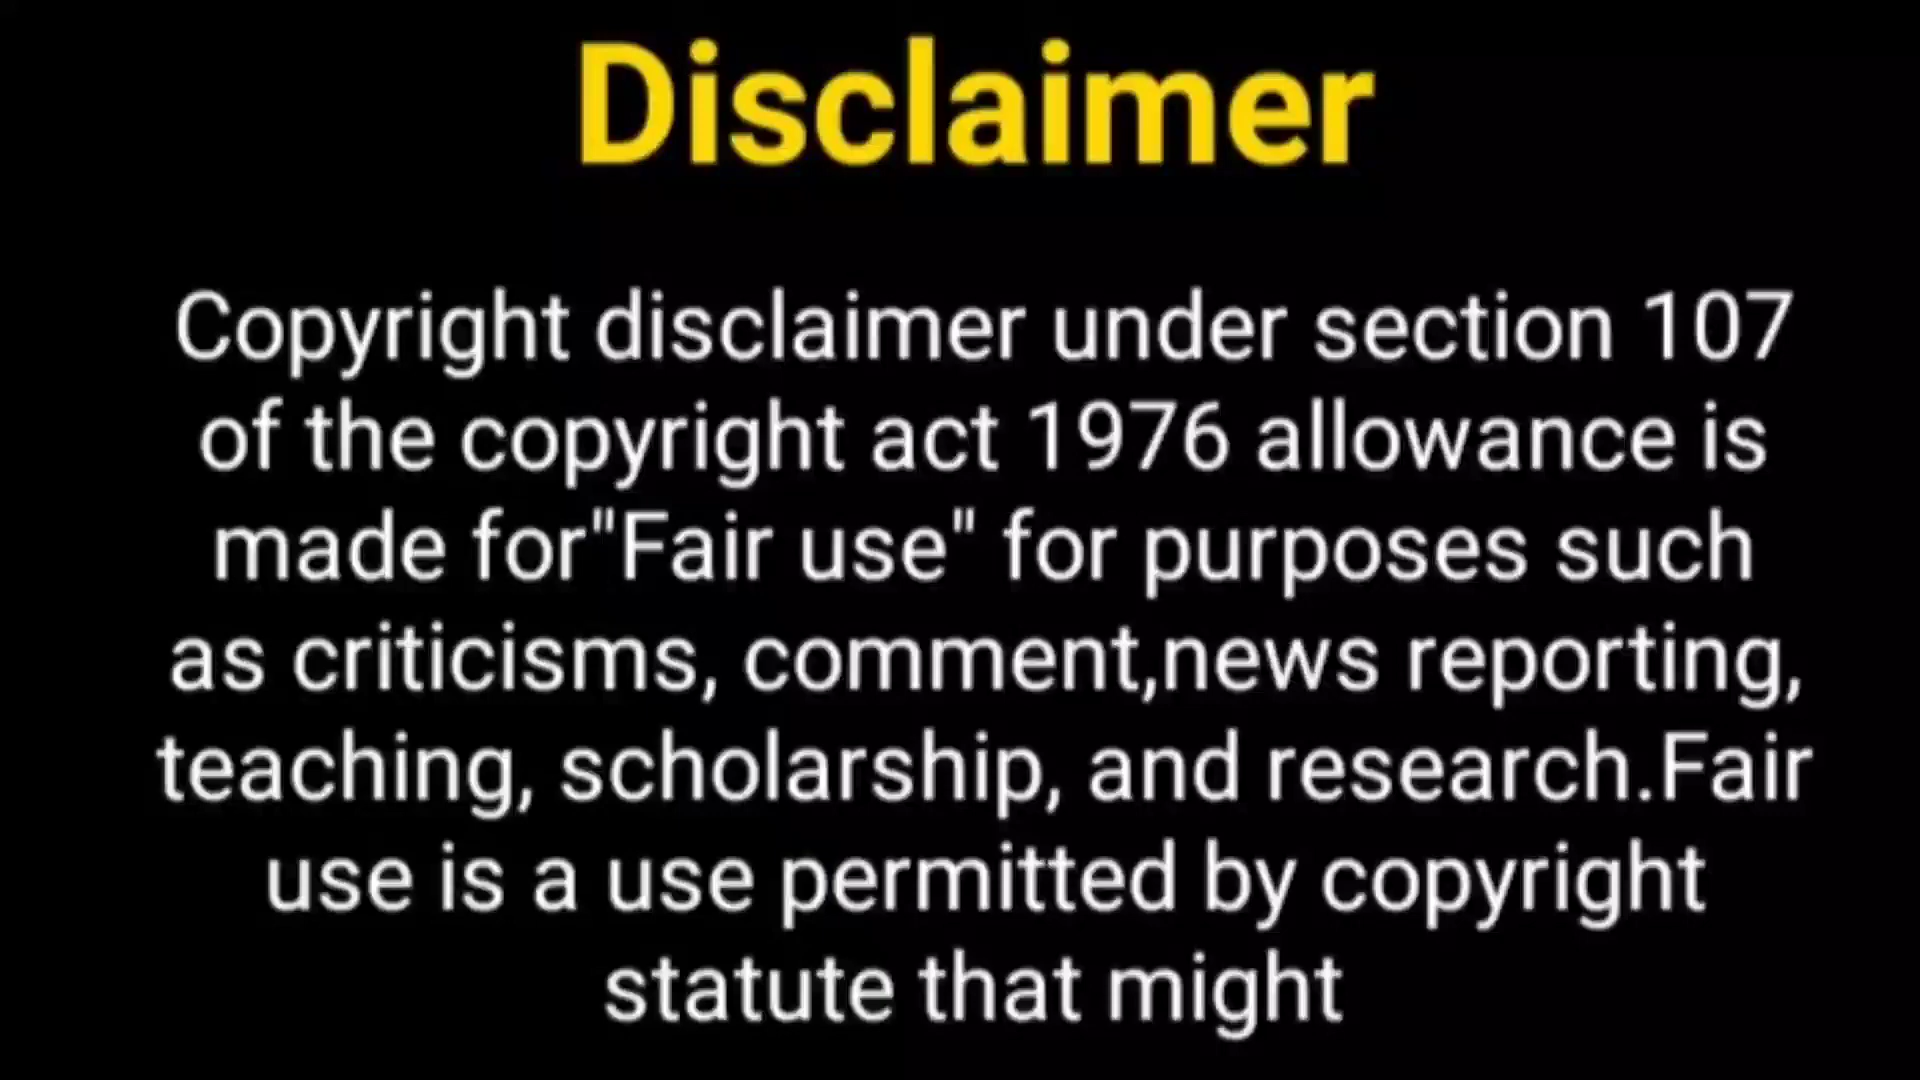 Disclaimer
Copyright disclaimer under section 107
of the copyright act 1976 allowance is
made for"Fair use" for purposes such
as criticisms, comment,news reporting,
teaching, scholarship, and research.Fair
use is a use permitted by copyright
statute that might